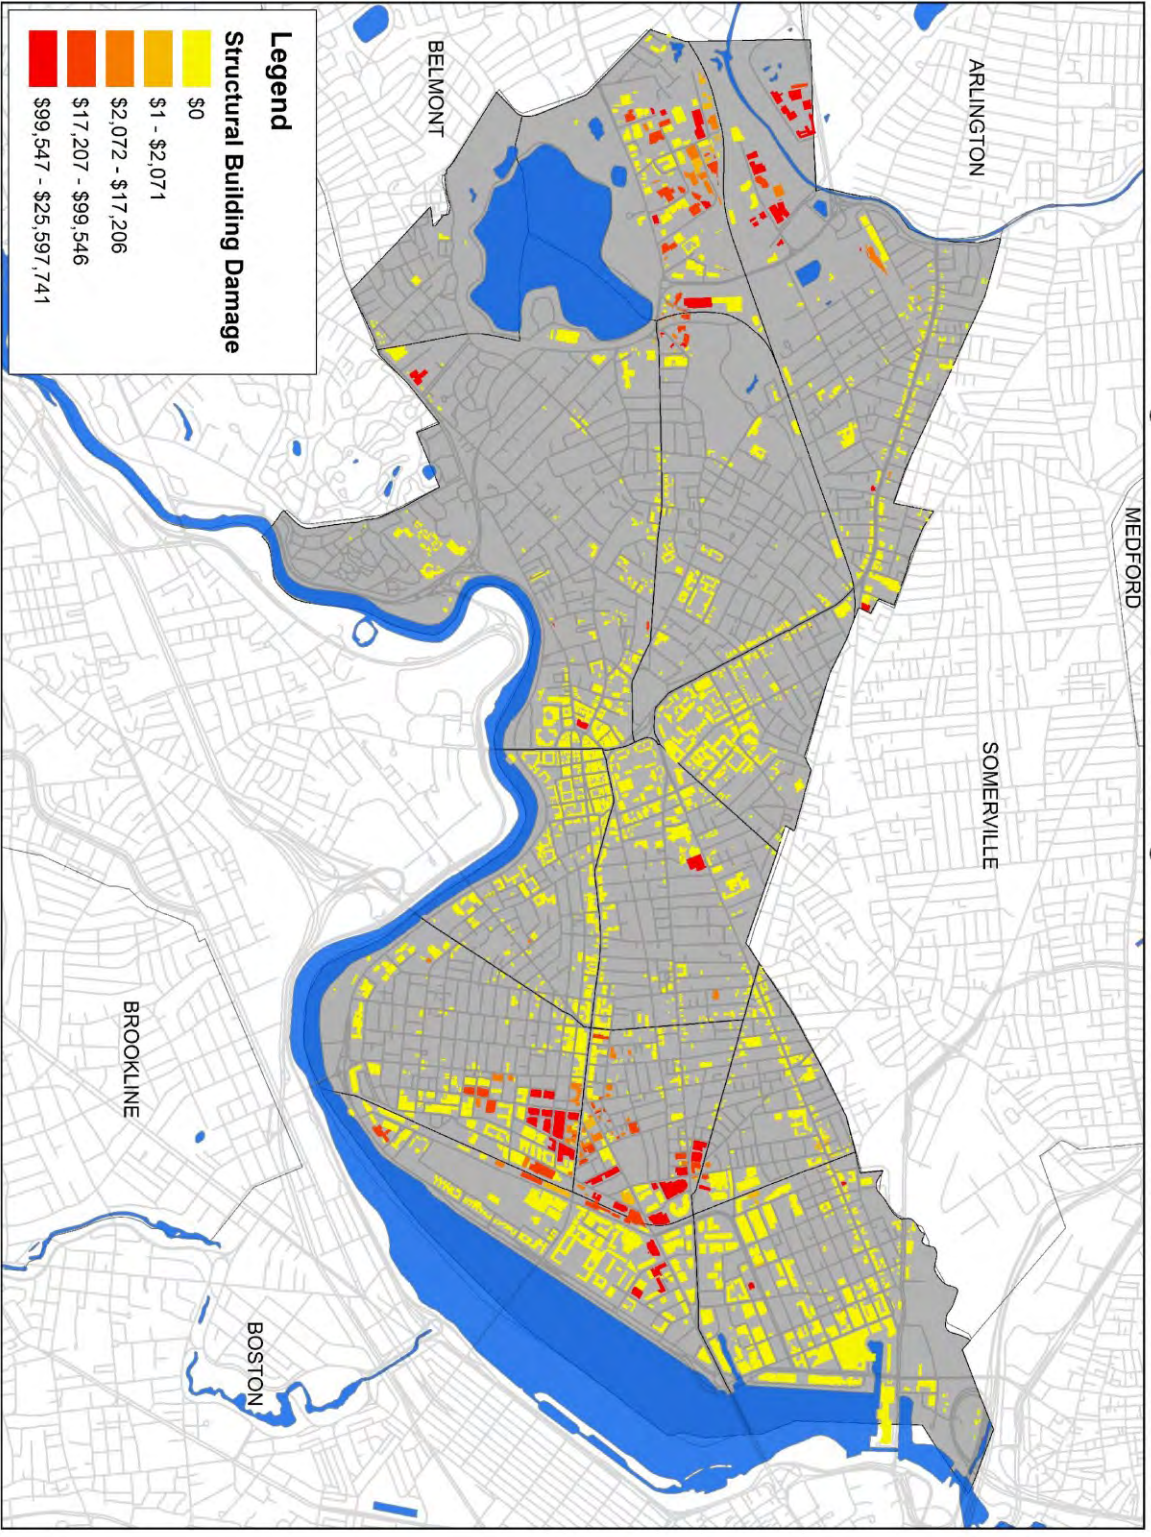 ARLINGTON
MEDFORD
BELMONT
SOMERVILLE
BROOKLINE
BOSTON
Legend
Structural Building Damage
$0
$1 - $2,071
$2,072 - $17,206
$17,207 - $99,546
$99,547 - $25,597,741